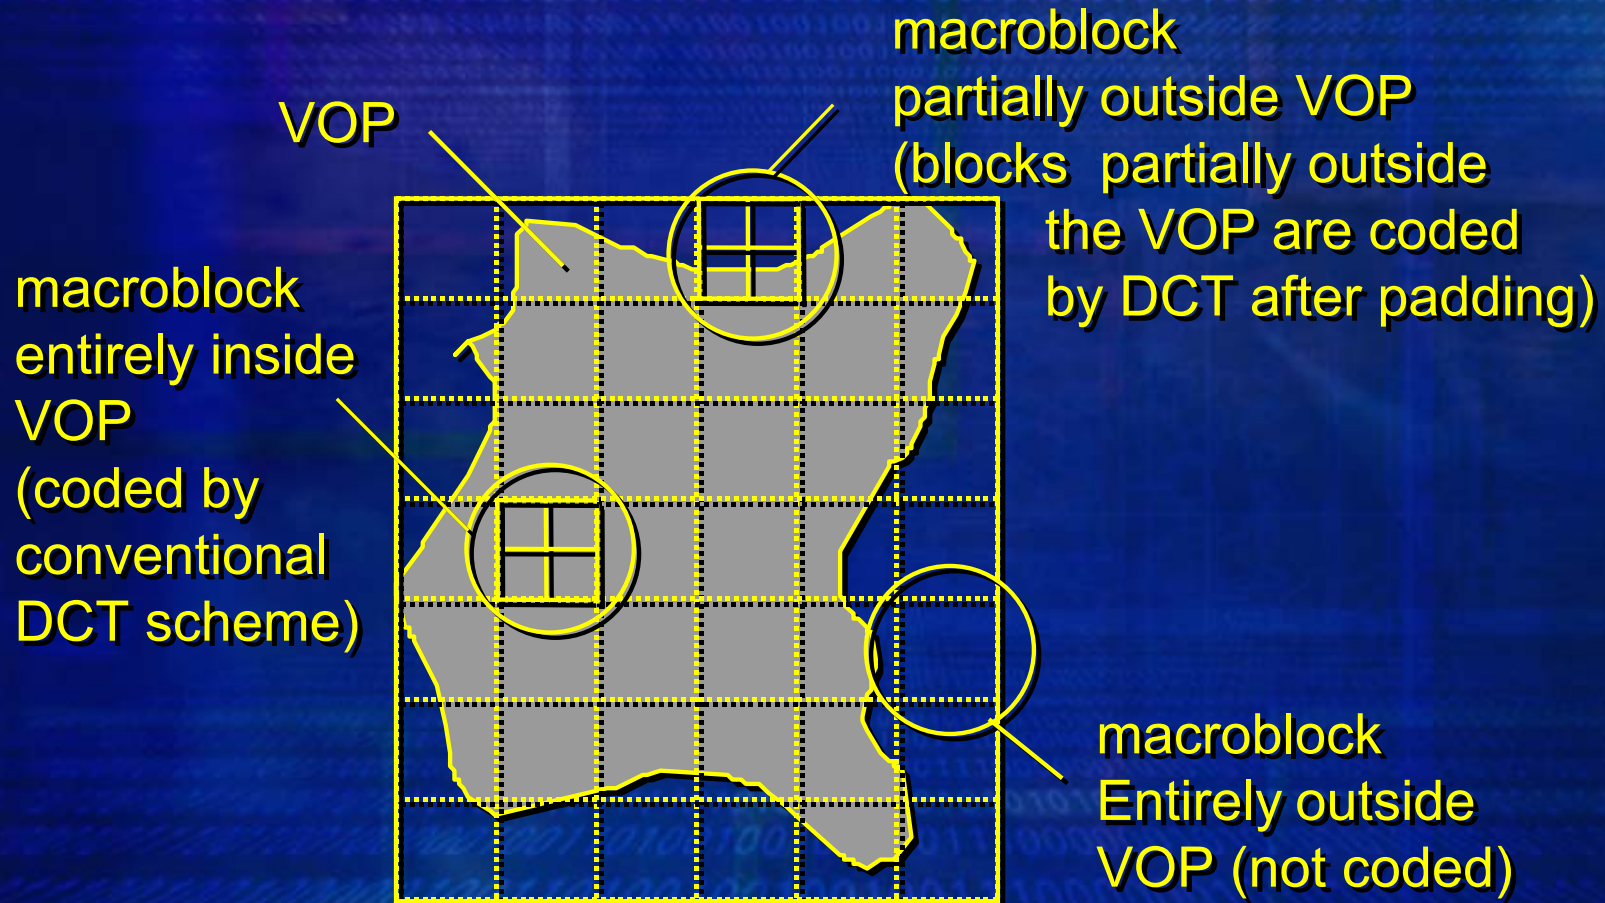 macroblock
partially outside VOP
(blocks partially outside
the VOP are coded
by DCT after padding)
VOP
macroblock
entirely inside
VOP
(coded by
conventional
DCT scheme)
macroblock
Entirely outside
VOP (not coded)